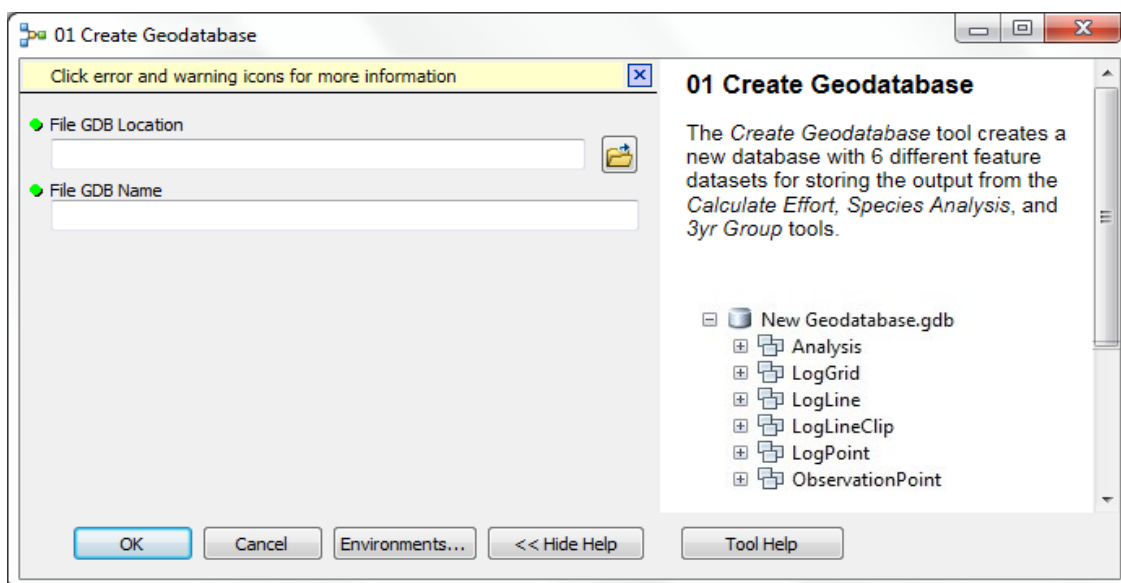 01 Create Geodatabase
Click error and warning icons for more information
File GDB Location
File GDB Name
01 Create Geodatabase
The Create Geodatabase tool creates a
new database with 6 different feature
datasets for storing the output from the
Calculate Effort, Species Analysis, and
3yr Group tools.
New Geodatabase.gdb
Analysis
LogGrid
LogLine
LogLineClip
LogPoint
ObservationPoint
OK
Cancel
Environments...
<< Hide Help
Tool Help